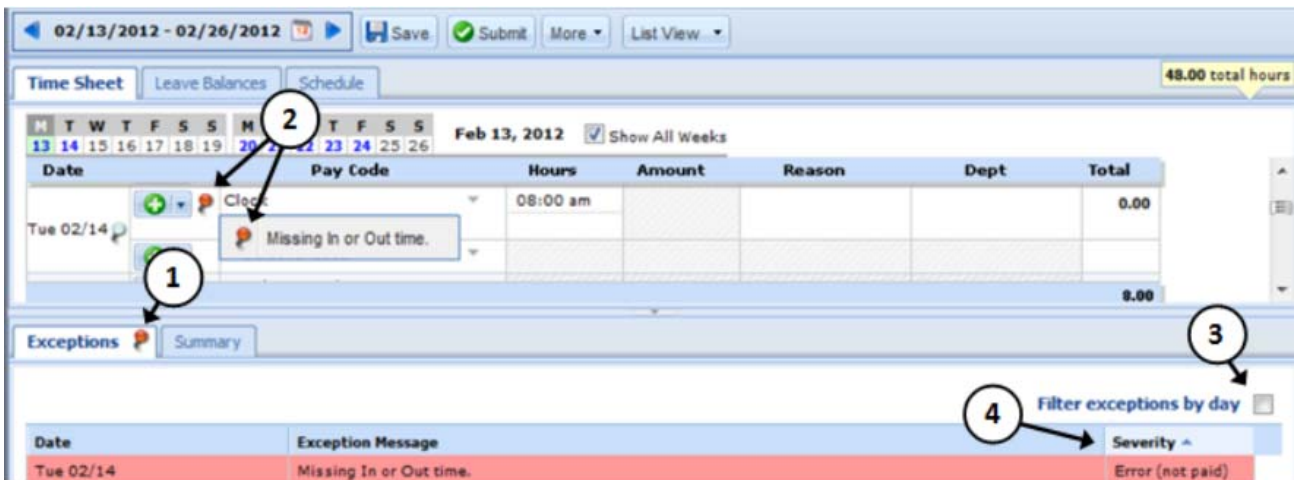 02/13/2012 - 02/26/2012 Save Submit More List View
Time Sheet Leave Balances Schedule 48.00 total hours
M T W T F S S M T F S S Feb 13, 2012 Show All Weeks
13 14 15 16 17 18 19 20 22 23 24 25 26
2
Date Pay Code Hours Amount Reason Dept Total
Clock 08:00 am 0.00
Tue 02/14 Missing In or Out time.
1
8.00
Exceptions Summary
3
Filter exceptions by day
4
Date Exception Message Severity
Tue 02/14 Missing In or Out time. Error (not paid)